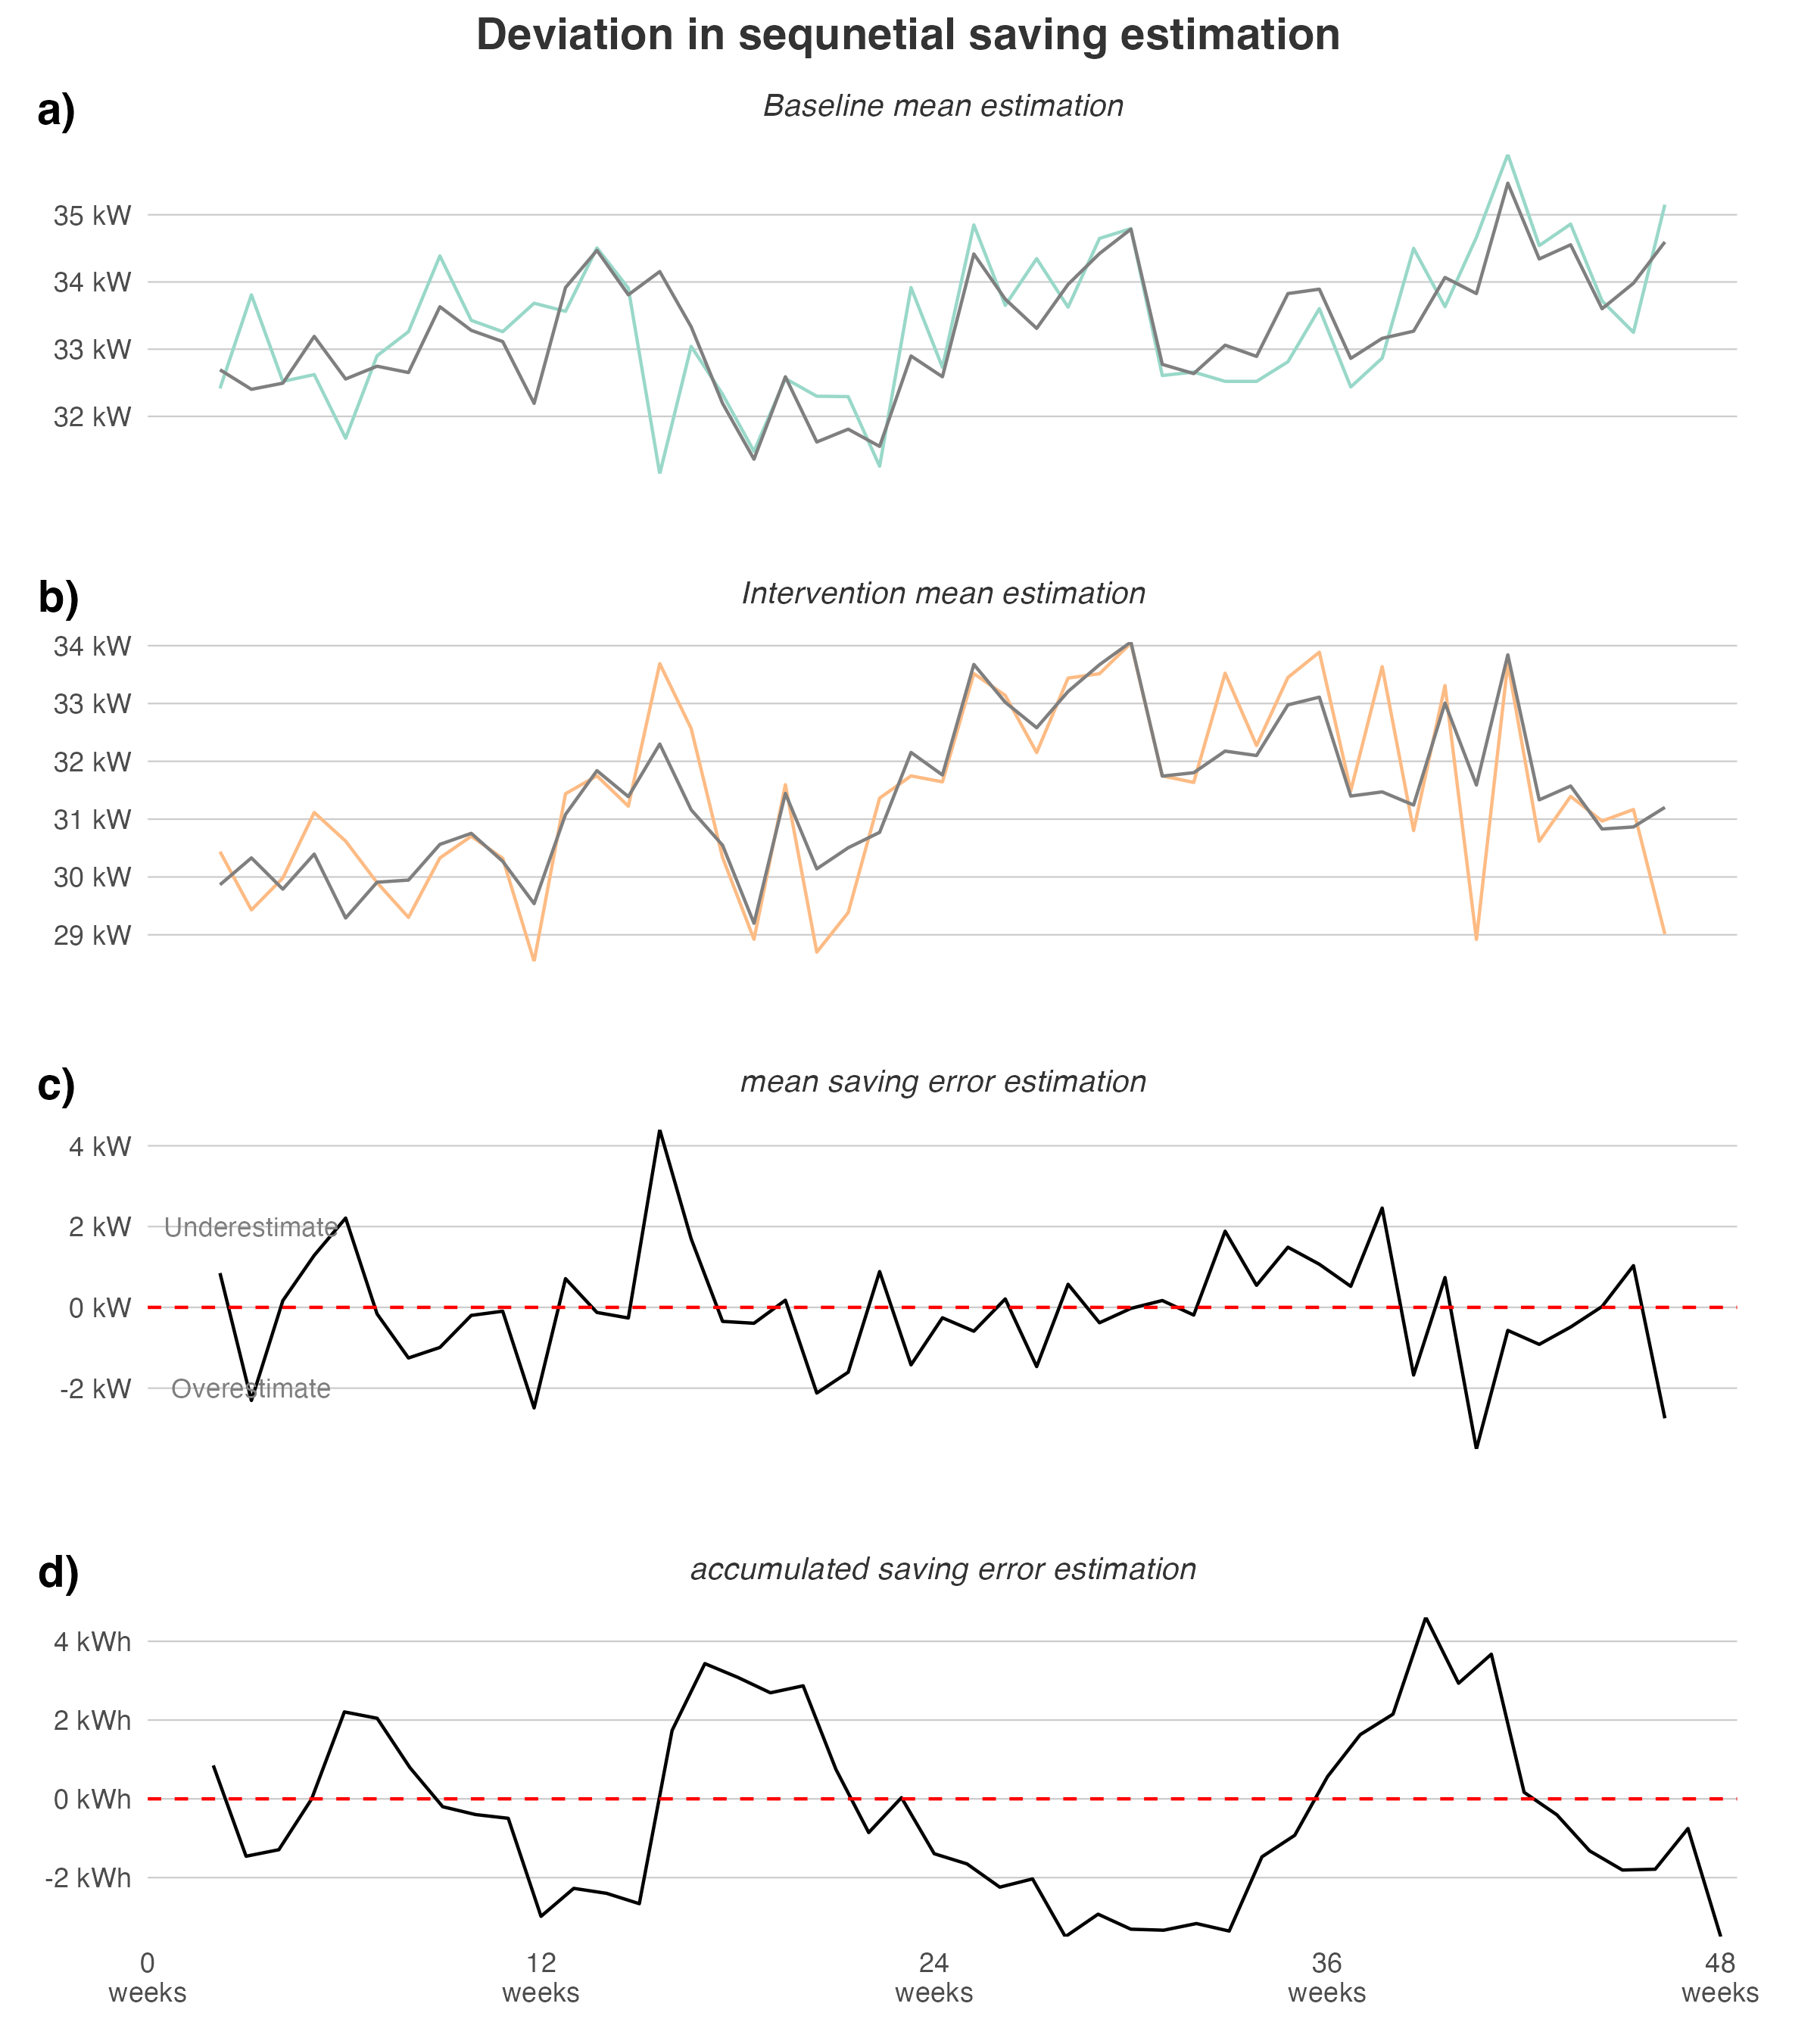 Deviation in sequnetial saving estimation
a)
Baseline mean estimation
35 kW
34 kW
33 kW
32 kW
b)
Intervention mean estimation
34 kW
33 kW
32 kW
31 kW
30 kW
29 kW
c)
mean saving error estimation
4 kW
2 kW
Underestimate
0 kW
-2 kW
Overestimate
d)
accumulated saving error estimation
4 kWh
2 kWh
0 kWh
-2 kWh
0 12 24 36 48
weeks weeks weeks weeks weeks